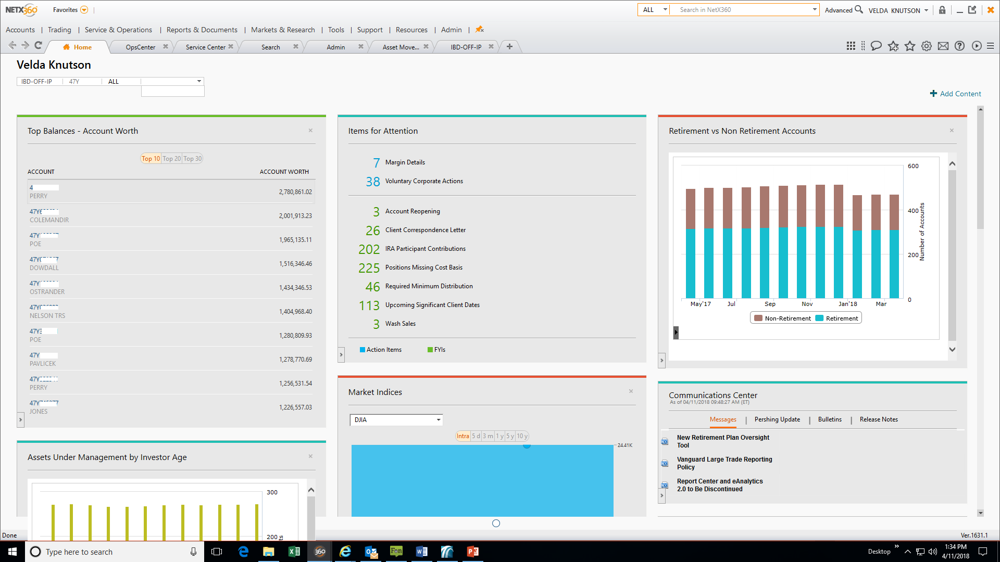 NETX360
Favorites
ALL
Search in NetX360
Advanced
VELDA KNUTSON
Accounts | Trading | Service & Operations | Reports & Documents | Markets & Research | Tools | Support | Resources | Admin |
Home
OpsCenter
Service Center
Search
Admin
Asset Move...
IBD-OFF-IP
Velda Knutson
IBD-OFF-IP 47Y ALL
Add Content
Top Balances - Account Worth
Top 10 Top 20 Top 30
ACCOUNT ACCOUNT WORTH
4
PERRY 2,780,861.02
47Y
COLEMANDIR 2,001,913.23
47Y
POE 1,965,135.11
47Y
DOWDALL 1,516,346.46
47Y
OSTRANDER 1,434,346.53
47Y
NELSON TRS 1,404,968.40
47Y3
POE 1,280,809.93
47Y
PAVLICEK 1,278,770.69
47Y
PERRY 1,256,531.54
47Y
JONES 1,226,557.03
Assets Under Management by Investor Age
300
200
Items for Attention
7 Margin Details
38 Voluntary Corporate Actions
3 Account Reopening
26 Client Correspondence Letter
202 IRA Participant Contributions
225 Positions Missing Cost Basis
46 Required Minimum Distribution
113 Upcoming Significant Client Dates
3 Wash Sales
Action Items FYIs
Market Indices
DJIA
Intra 5 d 3 m 1 y 5 y 10 y
24.41K
Retirement vs Non Retirement Accounts
600
400
200
0
Number of Accounts
May'17 Jul Sep Nov Jan'18 Mar
Non-Retirement Retirement
Communications Center
As of 04/11/2018 09:48:27 AM (ET)
Messages | Pershing Update | Bulletins | Release Notes
New Retirement Plan Oversight
Tool
Vanguard Large Trade Reporting
Policy
Report Center and eAnalytics
2.0 to Be Discontinued
Done
Ver.1631.1
Type here to search
360
Fon
Desktop
1:34 PM
4/11/2018